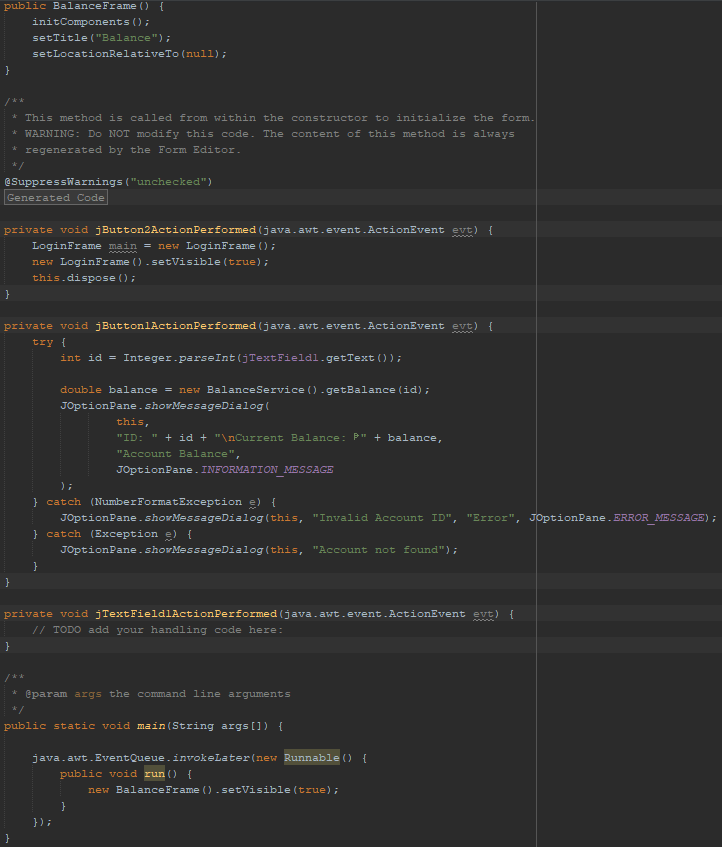 public BalanceFrame() {
    initComponents();
    setTitle("Balance");
    setLocationRelativeTo(null);
}

/**
 * This method is called from within the constructor to initialize the form.
 * WARNING: Do NOT modify this code. The content of this method is always
 * regenerated by the Form Editor.
 */
@SuppressWarnings("unchecked")
Generated Code

private void jButton2ActionPerformed(java.awt.event.ActionEvent evt) {
    LoginFrame main = new LoginFrame();
    new LoginFrame().setVisible(true);
    this.dispose();
}

private void jButton1ActionPerformed(java.awt.event.ActionEvent evt) {
    try {
        int id = Integer.parseInt(jTextField1.getText());

        double balance = new BalanceService().getBalance(id);
        JOptionPane.showMessageDialog(
                this,
                "ID: " + id + "\nCurrent Balance: ₱" + balance,
                "Account Balance",
                JOptionPane.INFORMATION_MESSAGE
        );
    } catch (NumberFormatException e) {
        JOptionPane.showMessageDialog(this, "Invalid Account ID", "Error", JOptionPane.ERROR_MESSAGE);
    } catch (Exception e) {
        JOptionPane.showMessageDialog(this, "Account not found");
    }
}

private void jTextField1ActionPerformed(java.awt.event.ActionEvent evt) {
    // TODO add your handling code here:
}

/**
 * @param args the command line arguments
 */
public static void main(String args[]) {

    java.awt.EventQueue.invokeLater(new Runnable() {
        public void run() {
            new BalanceFrame().setVisible(true);
        }
    });
}